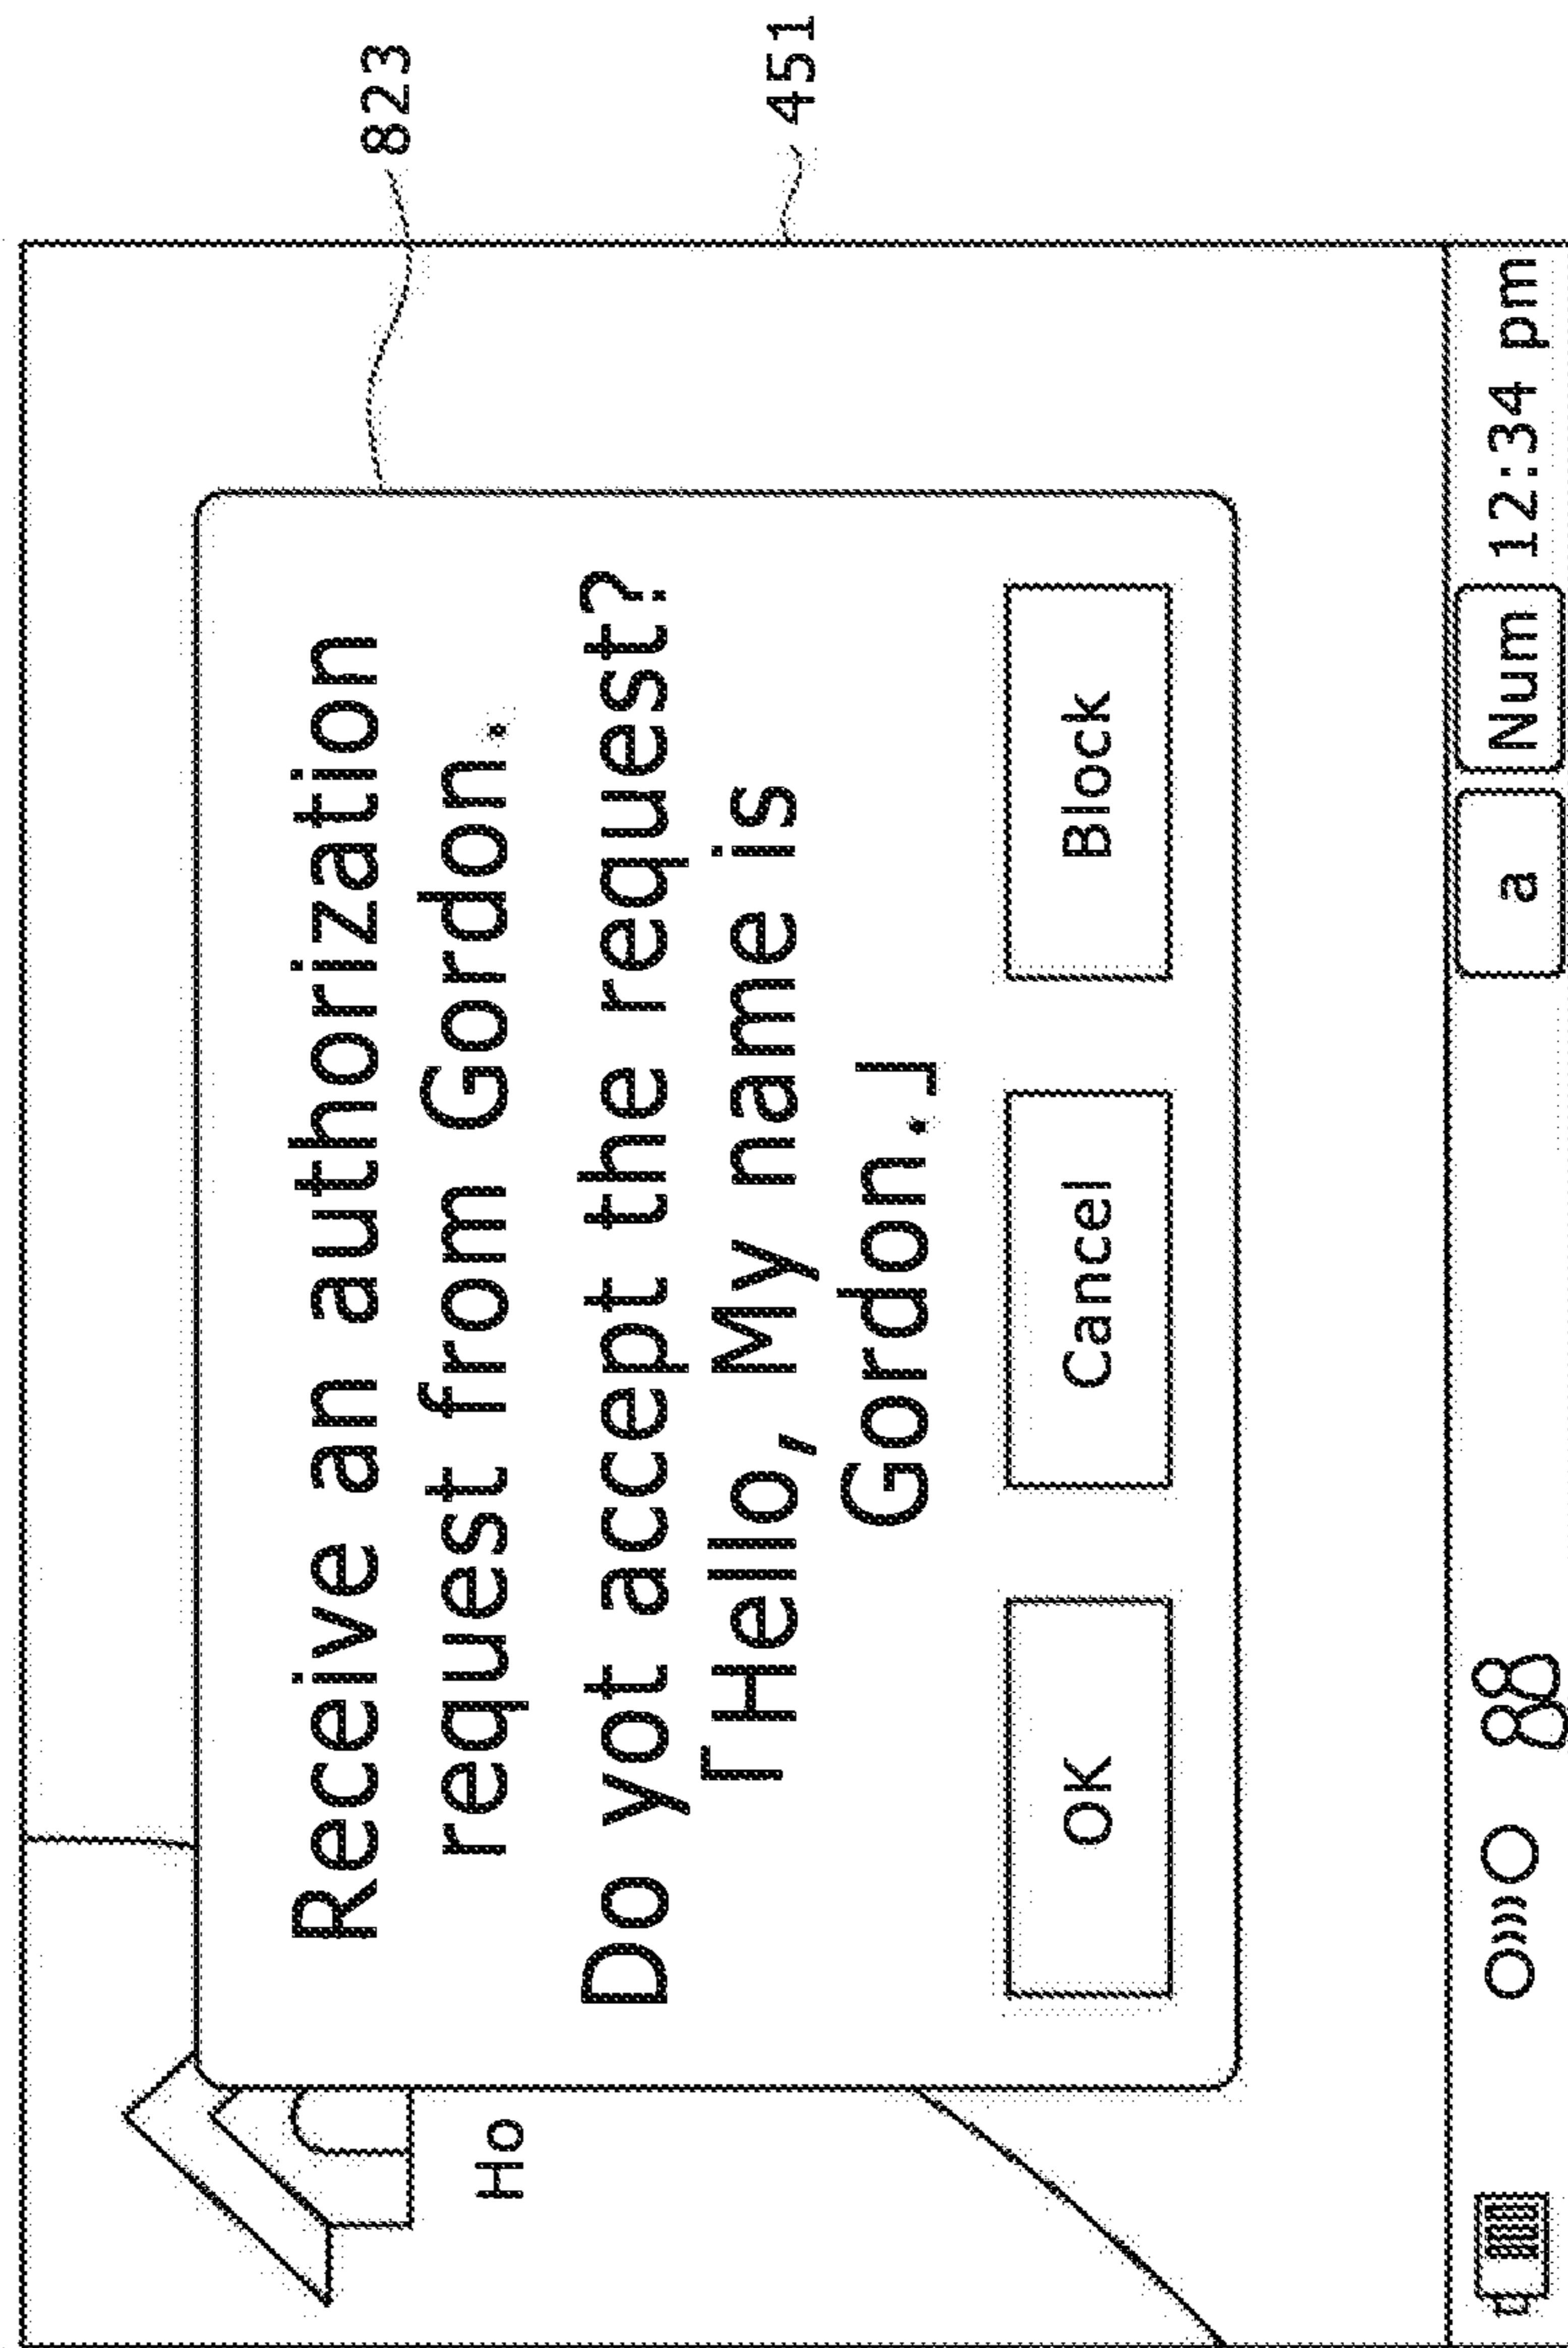 823
451
Receive an authorization
request from Gordon.
Do yot accept the request?
「Hello, My name is
Gordon.」
OK Cancel Block
Ho
a Num 12:34 pm